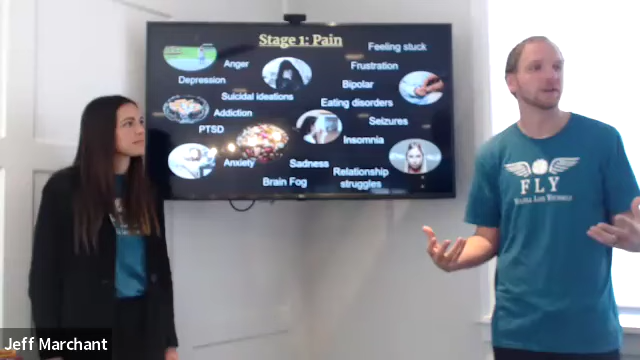 Stage 1: Pain
Feeling stuck
Anger
Frustration
Depression
Bipolar
Suicidal ideations
Eating disorders
Addiction
Seizures
PTSD
Insomnia
Anxiety
Sadness
Relationship
struggles
Brain Fog
FLY
Jeff Marchant